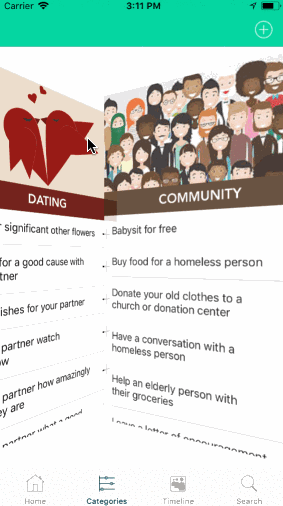 Carrier
3:11 PM
DATING
significant other flowers
for a good cause with
wishes for your partner
partner watch
partner how amazingly
are
partner what a good
COMMUNITY
Babysit for free
Buy food for a homeless person
Donate your old clothes to a
church or donation center
Have a conversation with a
homeless person
Help an elderly person with
their groceries
Leave a letter of encouragement
Home
Categories
Timeline
Search